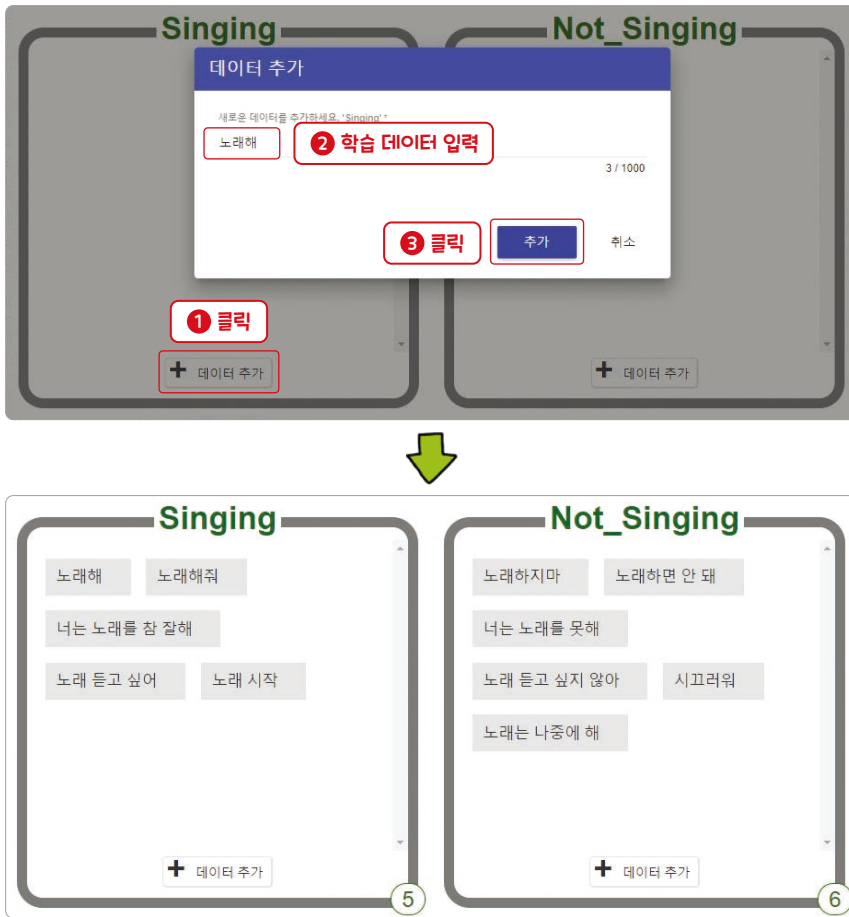 Singing
Not_Singing
데이터 추가
새로운 데이터를 추가하세요. 'Singing' *
노래해
2 학습 데이터 입력
3 / 1000
3 클릭
추가
취소
1 클릭
+ 데이터 추가
+ 데이터 추가
Singing
Not_Singing
노래해
노래해줘
너는 노래를 참 잘해
노래 듣고 싶어
노래 시작
+ 데이터 추가
5
노래하지마
노래하면 안 돼
너는 노래를 못해
노래 듣고 싶지 않아
시끄러워
노래는 나중에 해
+ 데이터 추가
6